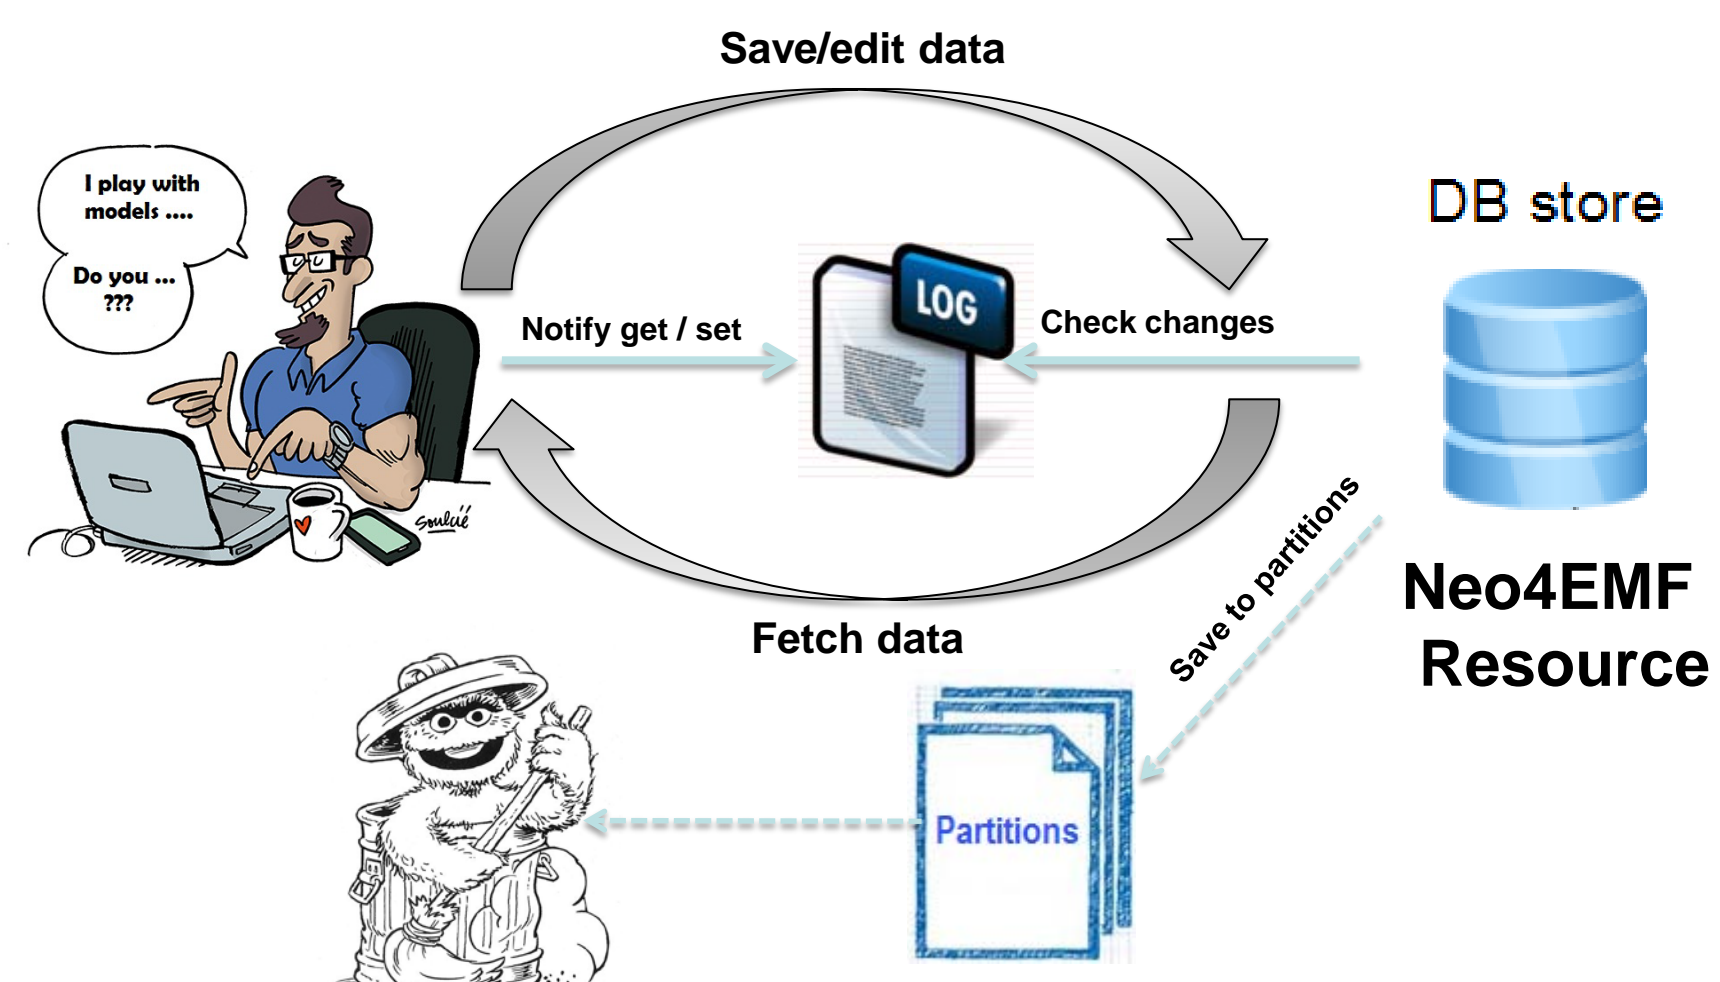 Save/edit data
I play with
models ....
Do you ...
???
DB store
LOG
Notify get / set
Check changes
Soulcié
Save to partitions
Neo4EMF
Resource
Fetch data
Partitions